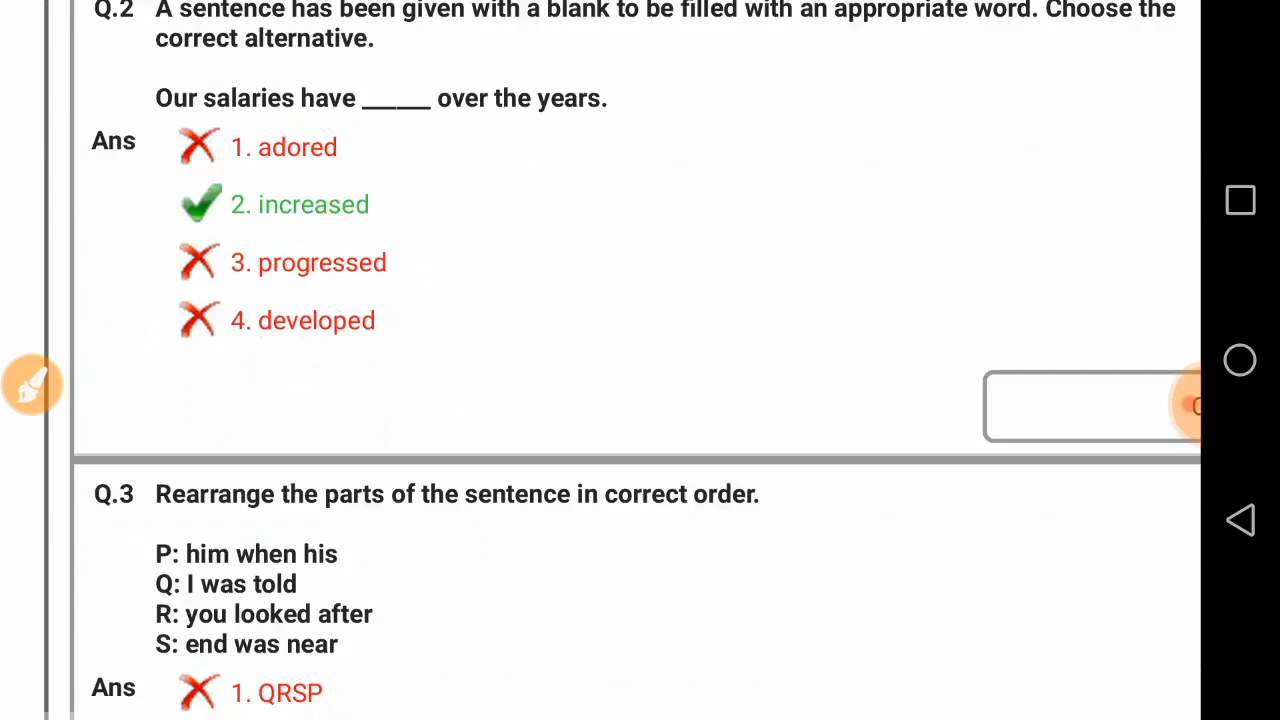 Q.2 A sentence has been given with a blank to be filled with an appropriate word. Choose the
correct alternative.
Our salaries have ______ over the years.
Ans 1. adored
2. increased
3. progressed
4. developed
Q.3 Rearrange the parts of the sentence in correct order.
P: him when his
Q: I was told
R: you looked after
S: end was near
Ans 1. QRSP